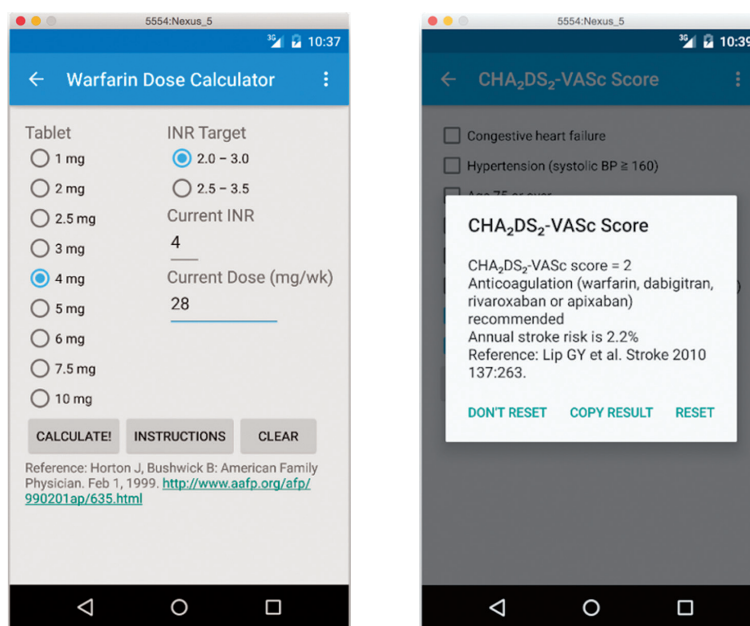 5554:Nexus_5
3G 10:37
Warfarin Dose Calculator
Tablet
1 mg
2 mg
2.5 mg
3 mg
4 mg
5 mg
6 mg
7.5 mg
10 mg
INR Target
2.0 – 3.0
2.5 – 3.5
Current INR
4
Current Dose (mg/wk)
28
CALCULATE! INSTRUCTIONS CLEAR
Reference: Horton J, Bushwick B: American Family
Physician. Feb 1, 1999. http://www.aafp.org/afp/
990201ap/635.html
5554:Nexus_5
3G 10:39
CHA₂DS₂-VASc Score
Congestive heart failure
Hypertension (systolic BP ≥ 160)
Age 75 or over
CHA₂DS₂-VASc Score
CHA₂DS₂-VASc score = 2
Anticoagulation (warfarin, dabigitran,
rivaroxaban or apixaban)
recommended
Annual stroke risk is 2.2%
Reference: Lip GY et al. Stroke 2010
137:263.
DON'T RESET COPY RESULT RESET